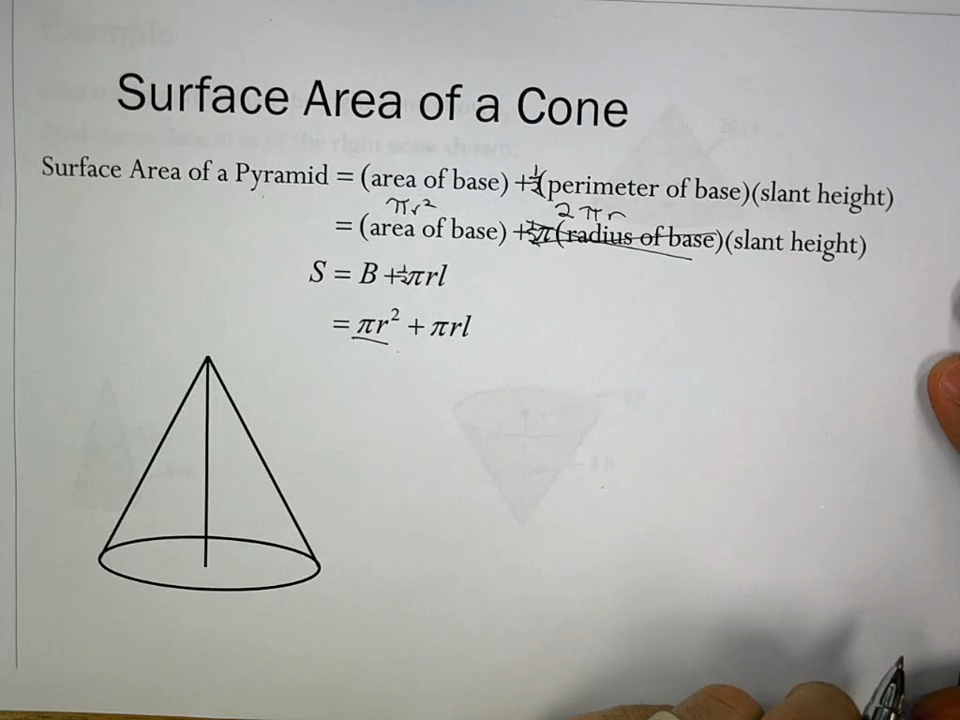 Surface Area of a Cone
Surface Area of a Pyramid = (area of base) + ½(perimeter of base)(slant height)
πr² 2πr
= (area of base) + ½π(radius of base)(slant height)
S = B + ½πrl
= πr² + πrl